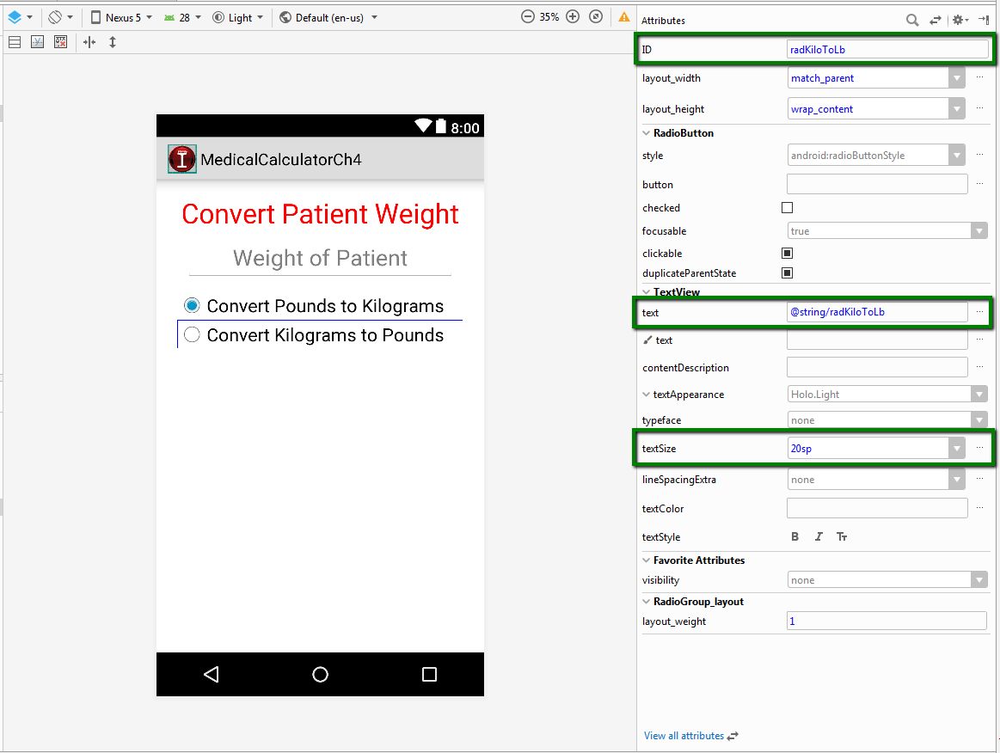 Nexus 5 28 Light Default (en-us) 35%
8:00
MedicalCalculatorCh4
Convert Patient Weight
Weight of Patient
Convert Pounds to Kilograms
Convert Kilograms to Pounds
Attributes
ID radKiloToLb
layout_width match_parent ...
layout_height wrap_content ...
RadioButton
style android:radioButtonStyle ...
button ...
checked
focusable true
clickable
duplicateParentState
TextView
text @string/radKiloToLb ...
text ...
contentDescription ...
textAppearance Holo.Light
typeface none
textSize 20sp ...
lineSpacingExtra none ...
textColor ...
textStyle B I Tт
Favorite Attributes
visibility none
RadioGroup_layout
layout_weight 1
View all attributes